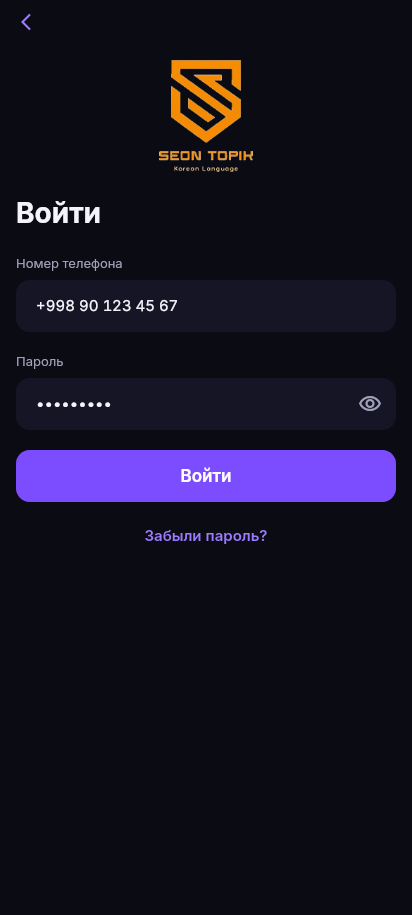 SEON TOPIK
Korean Language
Войти
Номер телефона
+998 90 123 45 67
Пароль
•••••••••
Войти
Забыли пароль?